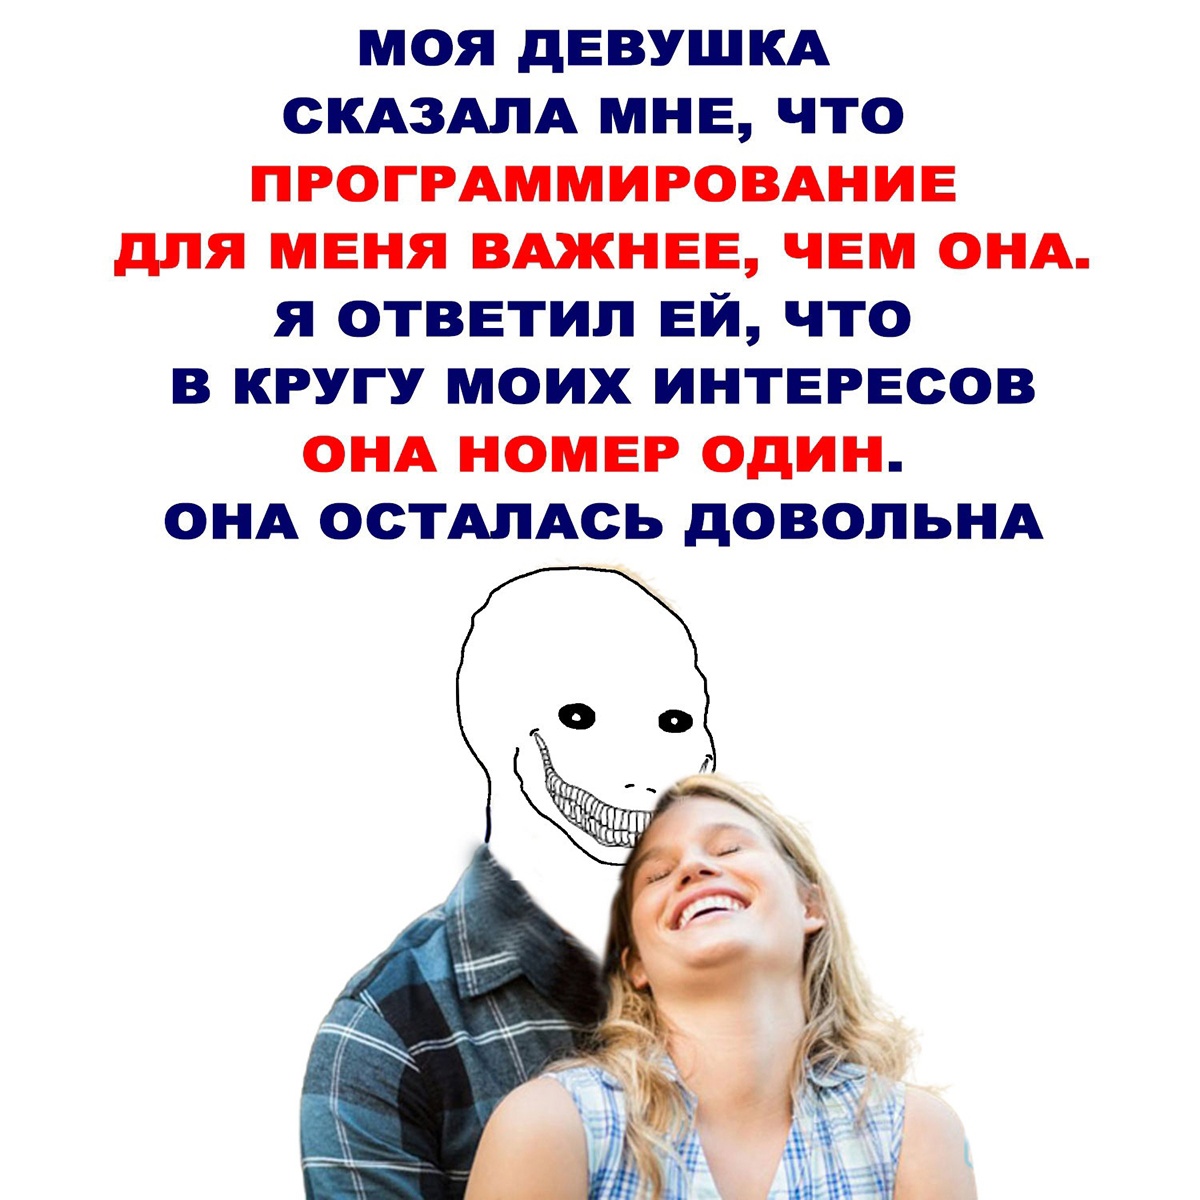 МОЯ ДЕВУШКА
СКАЗАЛА МНЕ, ЧТО
ПРОГРАММИРОВАНИЕ
ДЛЯ МЕНЯ ВАЖНЕЕ, ЧЕМ ОНА.
Я ОТВЕТИЛ ЕЙ, ЧТО
В КРУГУ МОИХ ИНТЕРЕСОВ
ОНА НОМЕР ОДИН.
ОНА ОСТАЛАСЬ ДОВОЛЬНА